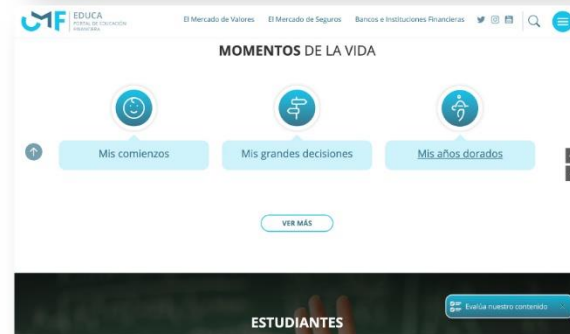 CMF EDUCA
PORTAL DE EDUCACIÓN
FINANCIERA
El Mercado de Valores El Mercado de Seguros Bancos e Instituciones Financieras
MOMENTOS DE LA VIDA
Mis comienzos Mis grandes decisiones Mis años dorados
VER MÁS
Evalúa nuestro contenido
ESTUDIANTES